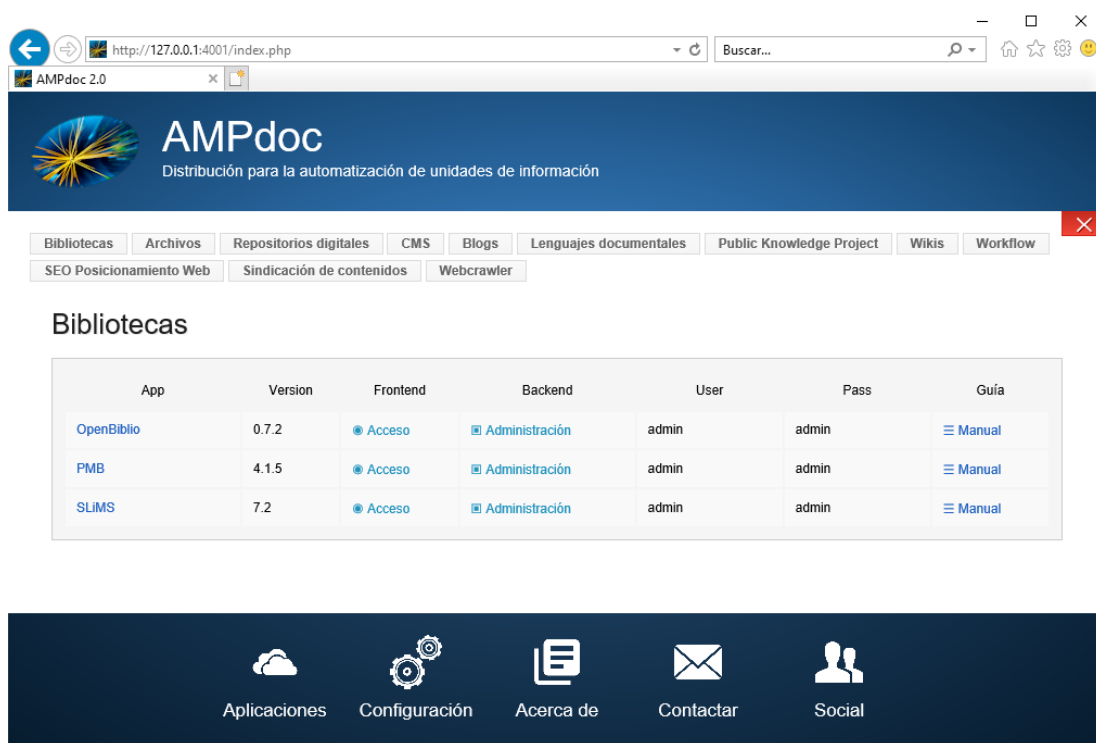 http://127.0.0.1:4001/index.php
Buscar...
AMPdoc 2.0
AMPdoc
Distribución para la automatización de unidades de información
Bibliotecas Archivos Repositorios digitales CMS Blogs Lenguajes documentales Public Knowledge Project Wikis Workflow
SEO Posicionamiento Web Sindicación de contenidos Webcrawler
Bibliotecas
App Version Frontend Backend User Pass Guía
OpenBiblio 0.7.2 Acceso Administración admin admin Manual
PMB 4.1.5 Acceso Administración admin admin Manual
SLiMS 7.2 Acceso Administración admin admin Manual
Aplicaciones Configuración Acerca de Contactar Social